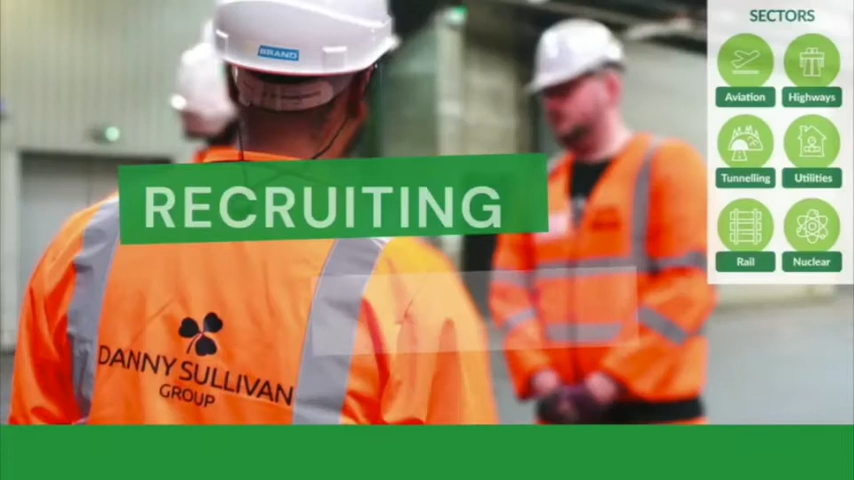 BRAND
RECRUITING
DANNY SULLIVAN
GROUP
SECTORS
Aviation
Highways
Tunnelling
Utilities
Rail
Nuclear